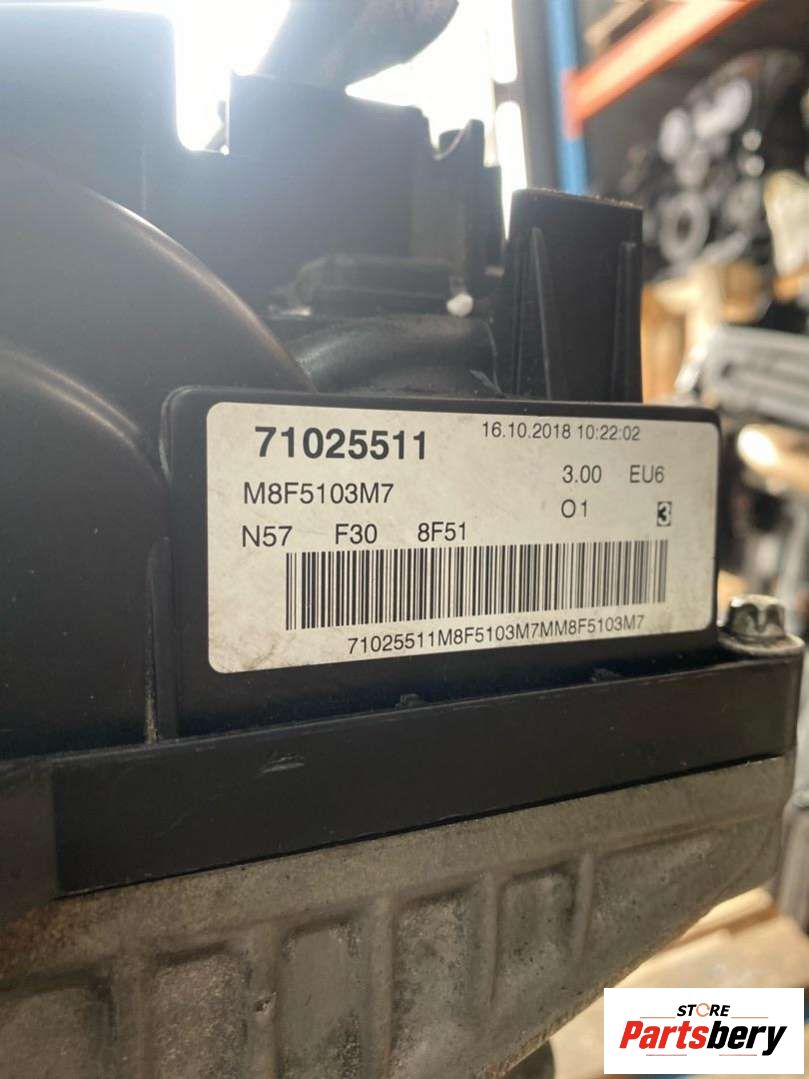 71025511 16.10.2018 10:22:02
M8F5103M7 3.00 EU6
N57 F30 8F51 O1 3
71025511M8F5103M7MM8F5103M7
STORE
Partsbery